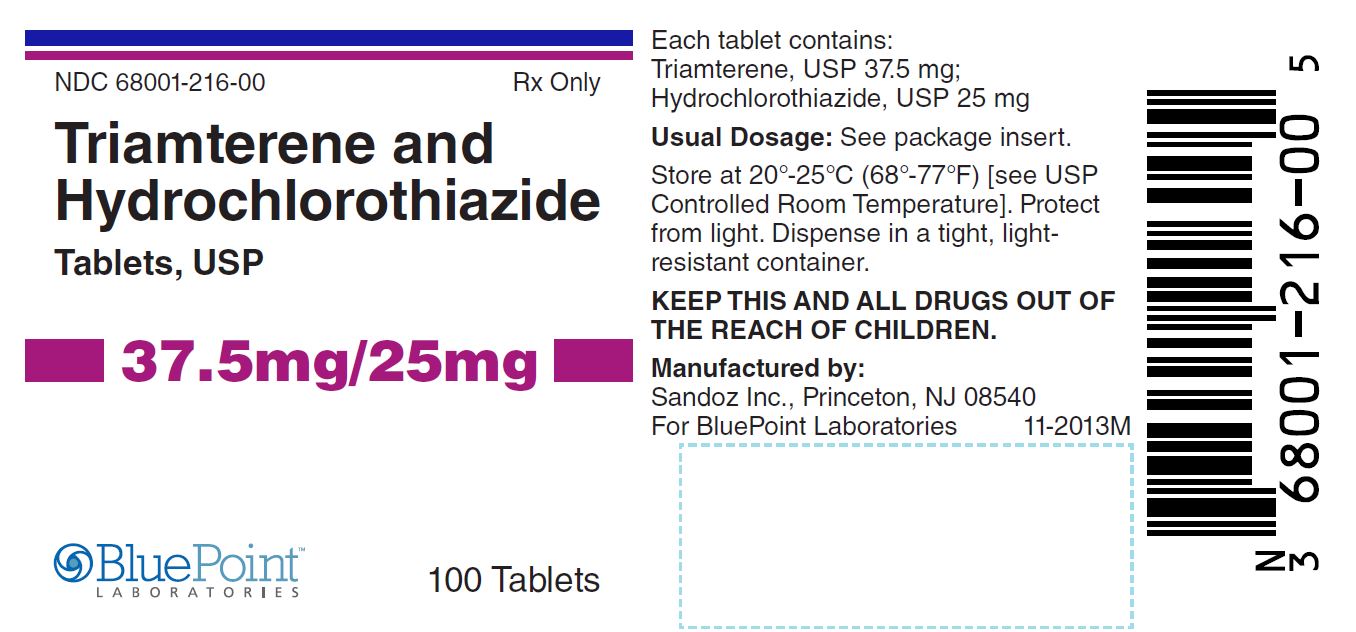 NDC 68001-216-00 Rx Only
Triamterene and
Hydrochlorothiazide
Tablets, USP
37.5mg/25mg
BluePoint™
LABORATORIES
100 Tablets
Each tablet contains:
Triamterene, USP 37.5 mg;
Hydrochlorothiazide, USP 25 mg
Usual Dosage: See package insert.
Store at 20°-25°C (68°-77°F) [see USP
Controlled Room Temperature]. Protect
from light. Dispense in a tight, light-
resistant container.
KEEP THIS AND ALL DRUGS OUT OF
THE REACH OF CHILDREN.
Manufactured by:
Sandoz Inc., Princeton, NJ 08540
For BluePoint Laboratories 11-2013M
N
3 68001-216-00 5